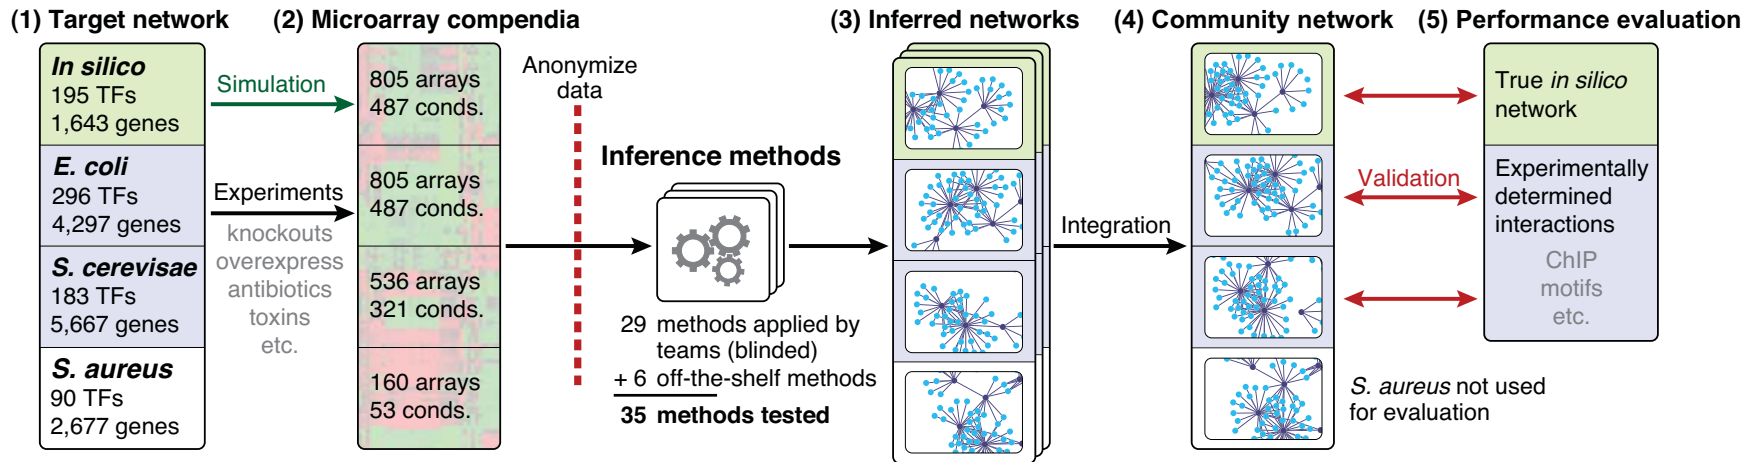 (1) Target network
In silico
195 TFs
1,643 genes
E. coli
296 TFs
4,297 genes
S. cerevisae
183 TFs
5,667 genes
S. aureus
90 TFs
2,677 genes
Simulation
Experiments
knockouts
overexpress
antibiotics
toxins
etc.
(2) Microarray compendia
805 arrays
487 conds.
805 arrays
487 conds.
536 arrays
321 conds.
160 arrays
53 conds.
Anonymize
data
Inference methods
29 methods applied by
teams (blinded)
+ 6 off-the-shelf methods
35 methods tested
(3) Inferred networks
Integration
(4) Community network
Validation
S. aureus not used
for evaluation
(5) Performance evaluation
True in silico
network
Experimentally
determined
interactions
ChIP
motifs
etc.